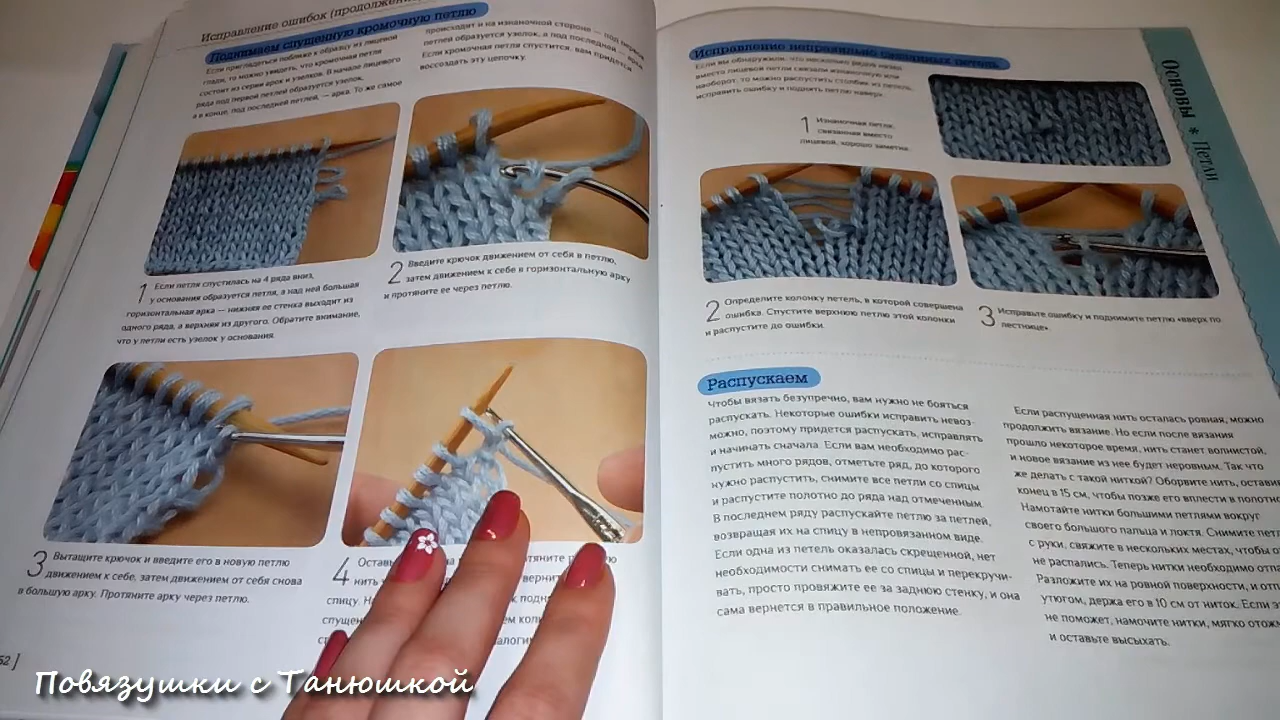 Исправление ошибок (продолжение)
Поднимаем спущенную кромочную петлю
Если приглядеться поближе к образцу из лицевой
глади, то можно увидеть, что кромочная петля
состоит из серии арок и узелков. В начале лицевого
ряда под первой петлей образуется узелок,
а в конце, под последней петлей, — арка. То же самое
происходит и на изнаночной стороне — под первой
петлей образуется узелок, а под последней — арка.
Если кромочная петля спустится, вам придется
воссоздать эту цепочку.
1 Если петля спустилась на 4 ряда вниз,
у основания образуется петля, а над ней большая
горизонтальная арка — нижняя ее стенка выходит из
одного ряда, а верхняя из другого. Обратите внимание,
что у петли есть узелок у основания.
2 Введите крючок движением от себя в петлю,
затем движением к себе в горизонтальную арку
и протяните ее через петлю.
3 Вытащите крючок и введите его в новую петлю
движением к себе, затем движением от себя снова
в большую арку. Протяните арку через петлю.
4 Остав
нить
спицу.
52
Исправление неправильно связанных петель
Если вы обнаружили, что несколько рядов назад
вместо лицевой петли связали изнаночную или
наоборот, то можно распустить столбик из петель,
исправить ошибку и поднять петлю наверх.
1 Изнаночная петля,
связанная вместо
лицевой, хорошо заметна.
2 Определите колонку петель, в которой совершена
ошибка. Спустите верхнюю петлю этой колонки
и распустите до ошибки.
3 Исправьте ошибку и поднимите петлю «вверх по
лестнице».
Распускаем
Чтобы вязать безупречно, вам нужно не бояться
распускать. Некоторые ошибки исправить невоз-
можно, поэтому придется распускать, исправлять
и начинать сначала. Если вам необходимо рас-
пустить много рядов, отметьте ряд, до которого
нужно распустить, снимите все петли со спицы
и распустите полотно до ряда над отмеченным.
В последнем ряду распускайте петлю за петлей,
возвращая их на спицу в непровязанном виде.
Если одна из петель оказалась скрещенной, нет
необходимости снимать ее со спицы и перекручи-
вать, просто провяжите ее за заднюю стенку, и она
сама вернется в правильное положение.
Если распущенная нить осталась ровная, можно
продолжить вязание. Но если после вязания
прошло некоторое время, нить станет волнистой,
и новое вязание из нее будет неровным. Так что
же делать с такой ниткой? Оборвите нить, оставив
конец в 15 см, чтобы позже его вплести в полотно
Намотайте нитки большими петлями вокруг
своего большого пальца и локтя. Снимите петл
с руки, свяжите в нескольких местах, чтобы
не распались. Теперь нитки необходимо отпа
Разложите их на ровной поверхности, и отп
утюгом, держа его в 10 см от ниток. Если э
не поможет, намочите нитки, мягко отожм
и оставьте высыхать.
Основы * Петли
Повязушки с Танюшкой